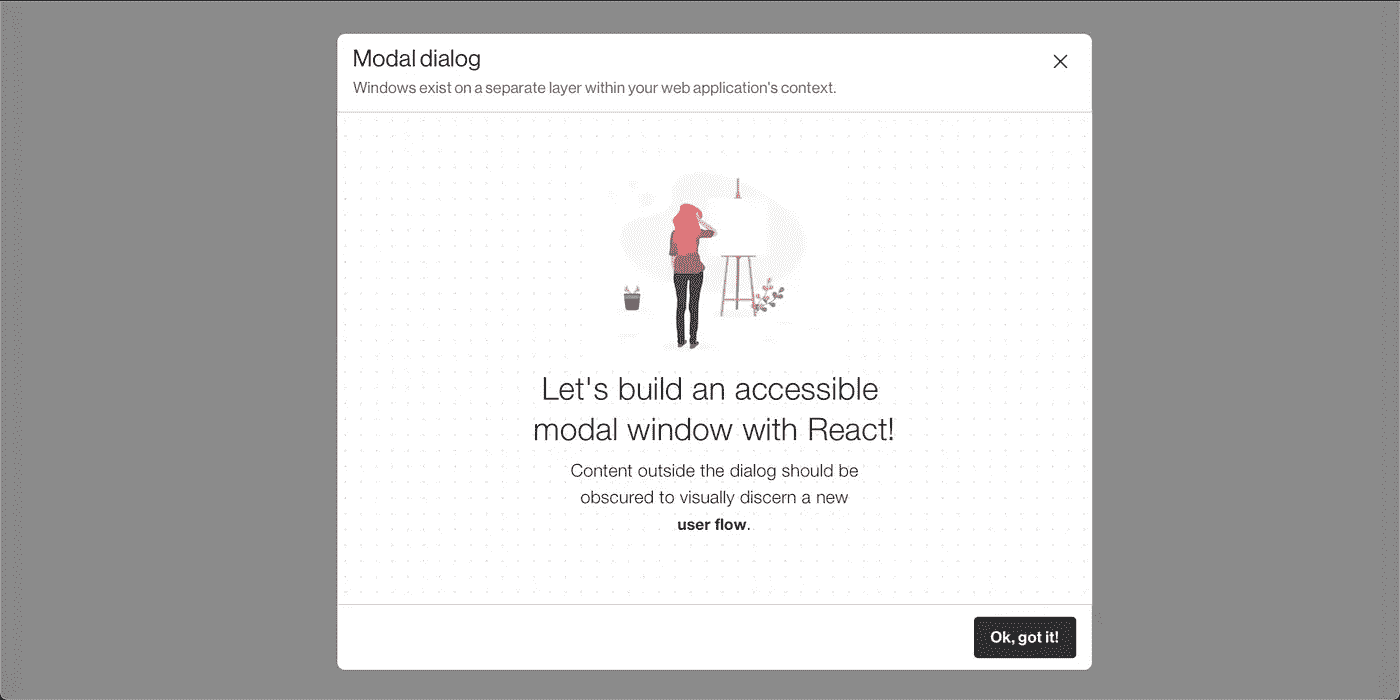 Modal dialog
Windows exist on a separate layer within your web application's context.
Let's build an accessible
modal window with React!
Content outside the dialog should be
obscured to visually discern a new
user flow.
Ok, got it!